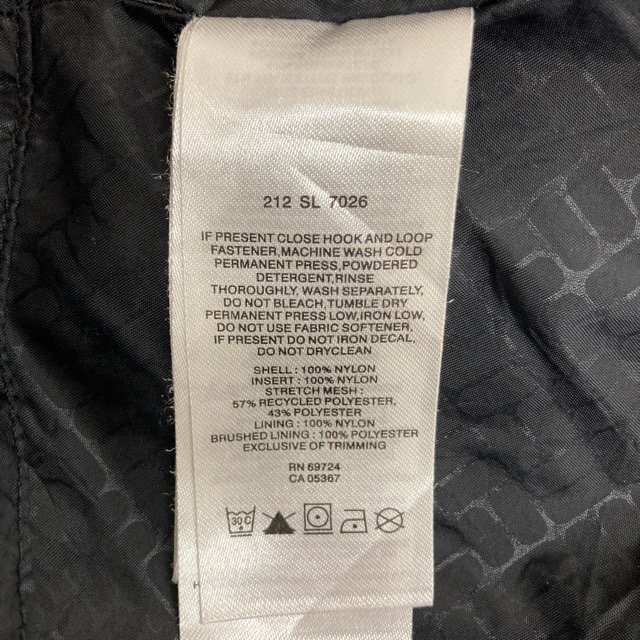 212 SL 7026
IF PRESENT CLOSE HOOK AND LOOP
FASTENER,MACHINE WASH COLD
PERMANENT PRESS,POWDERED
DETERGENT,RINSE
THOROUGHLY, WASH SEPARATELY,
DO NOT BLEACH,TUMBLE DRY
PERMANENT PRESS LOW,IRON LOW,
DO NOT USE FABRIC SOFTENER,
IF PRESENT DO NOT IRON DECAL,
DO NOT DRYCLEAN
SHELL : 100% NYLON
INSERT : 100% NYLON
STRETCH MESH :
57% RECYCLED POLYESTER,
43% POLYESTER
LINING : 100% NYLON
BRUSHED LINING : 100% POLYESTER
EXCLUSIVE OF TRIMMING
RN 69724
CA 05367
30 C